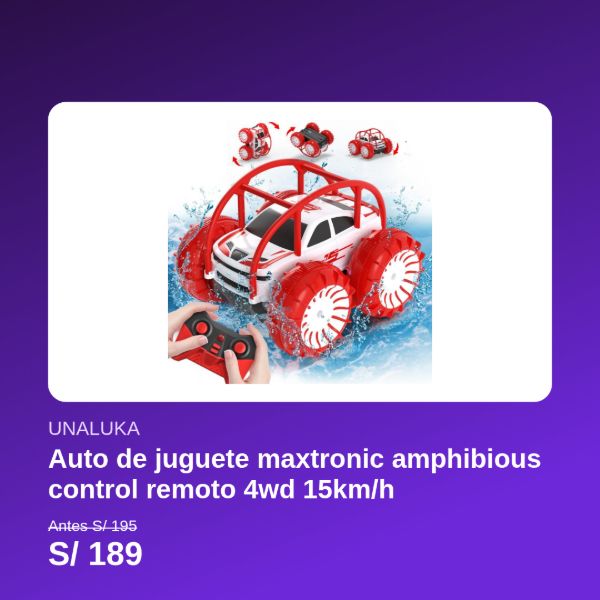 UNALUKA
Auto de juguete maxtronic amphibious
control remoto 4wd 15km/h
Antes S/ 195
S/ 189